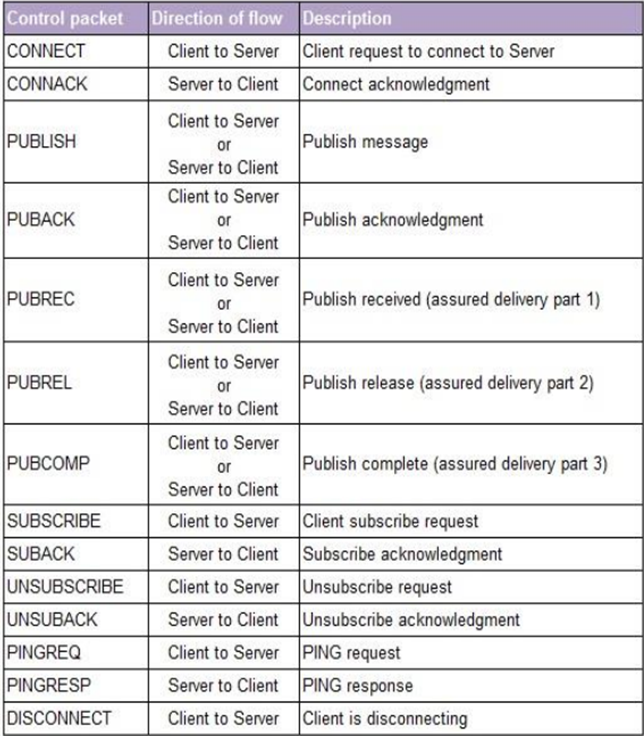 Control packet Direction of flow Description
CONNECT Client to Server Client request to connect to Server
CONNACK Server to Client Connect acknowledgment
PUBLISH Client to Server or Server to Client Publish message
PUBACK Client to Server or Server to Client Publish acknowledgment
PUBREC Client to Server or Server to Client Publish received (assured delivery part 1)
PUBREL Client to Server or Server to Client Publish release (assured delivery part 2)
PUBCOMP Client to Server or Server to Client Publish complete (assured delivery part 3)
SUBSCRIBE Client to Server Client subscribe request
SUBACK Server to Client Subscribe acknowledgment
UNSUBSCRIBE Client to Server Unsubscribe request
UNSUBACK Server to Client Unsubscribe acknowledgment
PINGREQ Client to Server PING request
PINGRESP Server to Client PING response
DISCONNECT Client to Server Client is disconnecting